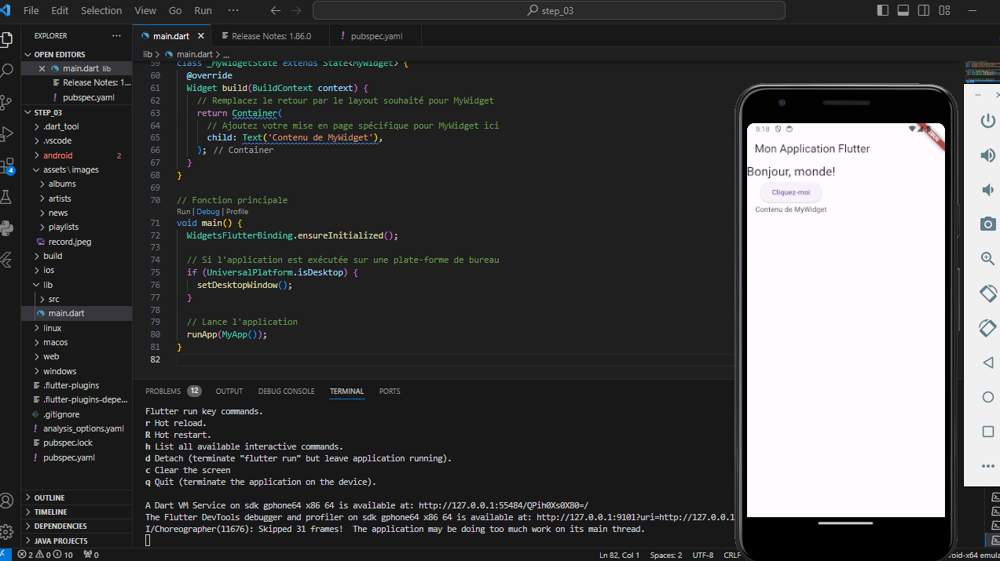 File Edit Selection View Go Run ···
step_03
EXPLORER
OPEN EDITORS
main.dart lib
Release Notes: 1...
pubspec.yaml
STEP_03
.dart_tool
.vscode
android 2
assets\images
albums
artists
news
playlists
record.jpeg
build
ios
lib
src
main.dart
linux
macos
web
windows
.flutter-plugins
.flutter-plugins-depe...
.gitignore
analysis_options.yaml
pubspec.lock
pubspec.yaml
OUTLINE
TIMELINE
DEPENDENCIES
JAVA PROJECTS
4
main.dart
Release Notes: 1.86.0
pubspec.yaml
lib > main.dart > ...
59 class _MyWidgetState extends State<MyWidget> {
60 @override
61 Widget build(BuildContext context) {
62 // Remplacez le retour par le layout souhaité pour MyWidget
63 return Container(
64 // Ajoutez votre mise en page spécifique pour MyWidget ici
65 child: Text('Contenu de MyWidget'),
66 ); // Container
67 }
68 }
69
70 // Fonction principale
Run | Debug | Profile
71 void main() {
72 WidgetsFlutterBinding.ensureInitialized();
73
74 // Si l'application est exécutée sur une plate-forme de bureau
75 if (UniversalPlatform.isDesktop) {
76 setDesktopWindow();
77 }
78
79 // Lance l'application
80 runApp(MyApp());
81 }
82
PROBLEMS 12 OUTPUT DEBUG CONSOLE TERMINAL PORTS
Flutter run key commands.
r Hot reload.
R Hot restart.
h List all available interactive commands.
d Detach (terminate "flutter run" but leave application running).
c Clear the screen
q Quit (terminate the application on the device).
A Dart VM Service on sdk gphone64 x86 64 is available at: http://127.0.0.1:55484/QPih0Xs0X80=/
The Flutter DevTools debugger and profiler on sdk gphone64 x86 64 is available at: http://127.0.0.1:9101?uri=http://127.0.0.1
I/Choreographer(11676): Skipped 31 frames! The application may be doing too much work on its main thread.
8:18
DEBUG
Mon Application Flutter
Bonjour, monde!
Cliquez-moi
Contenu de MyWidget
2 0 10 0 Ln 82, Col 1 Spaces: 2 UTF-8 CRLF roid-x64 emula